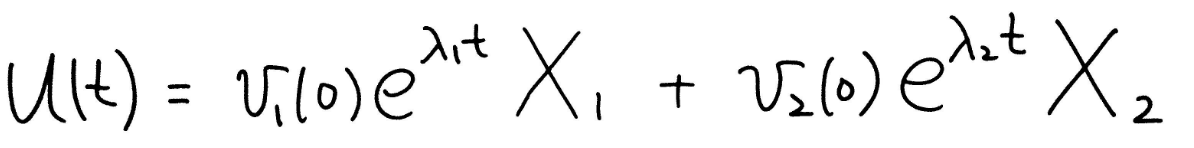 U(t) = v₁(0)e^{λ₁t} X₁ + v₂(0)e^{λ₂t} X₂